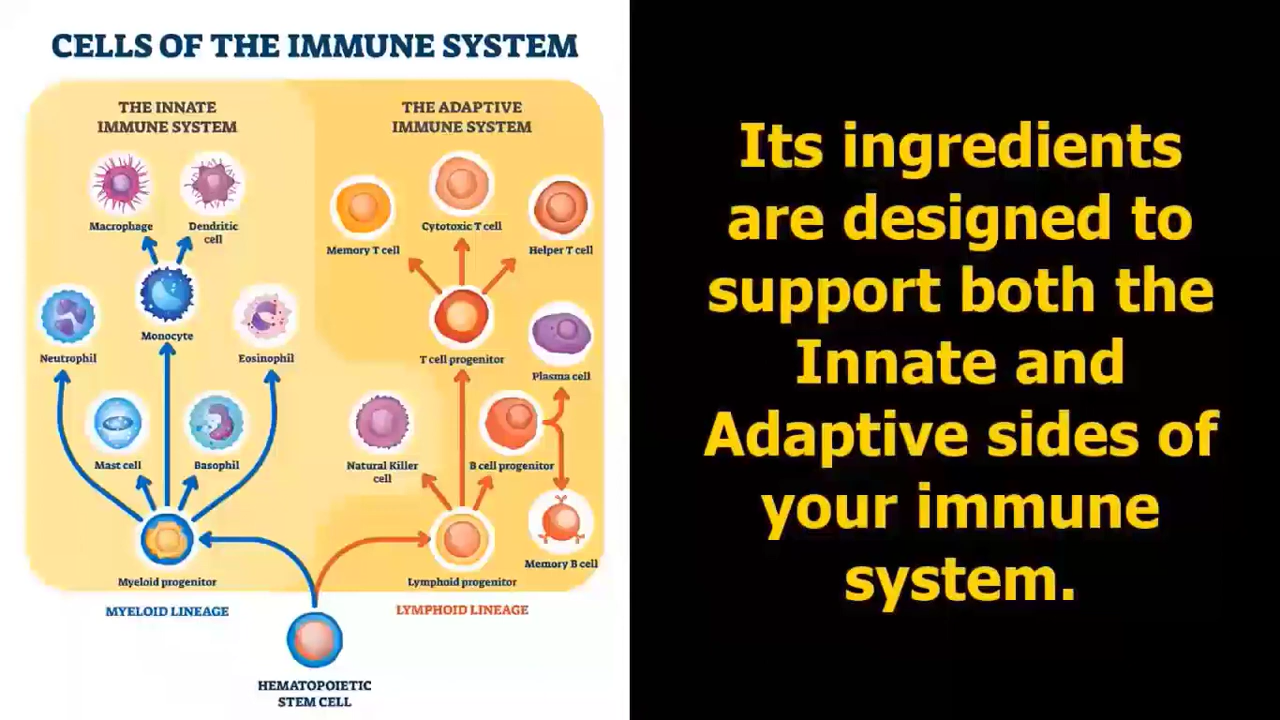 CELLS OF THE IMMUNE SYSTEM
THE INNATE
IMMUNE SYSTEM
THE ADAPTIVE
IMMUNE SYSTEM
Macrophage
Dendritic
cell
Memory T cell
Cytotoxic T cell
Helper T cell
Monocyte
Neutrophil
Eosinophil
T cell progenitor
Plasma cell
Mast cell
Basophil
Natural Killer
cell
B cell progenitor
Memory B cell
Myeloid progenitor
Lymphoid progenitor
MYELOID LINEAGE
LYMPHOID LINEAGE
HEMATOPOIETIC
STEM CELL
Its ingredients
are designed to
support both the
Innate and
Adaptive sides of
your immune
system.